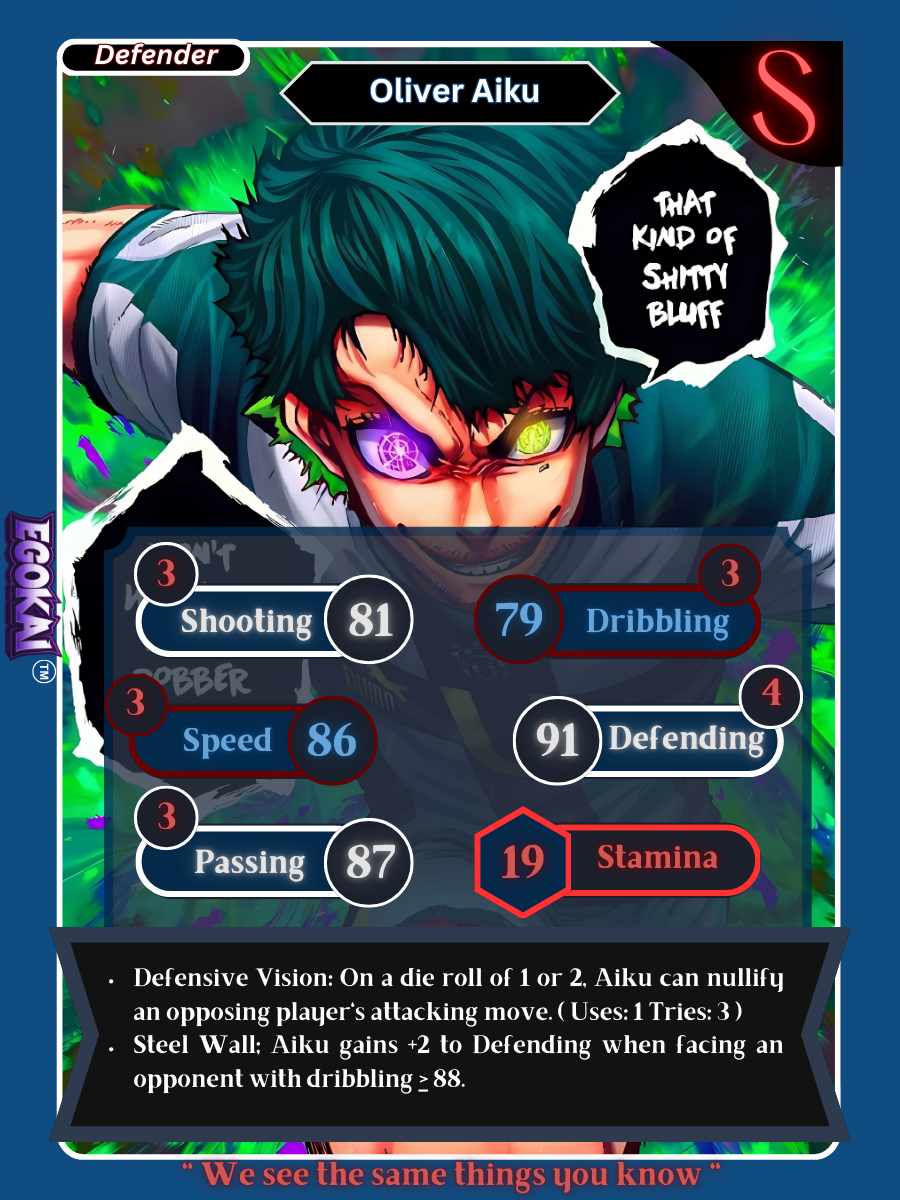 Defender
Oliver Aiku
S
THAT
KIND OF
SHITTY
BLUFF
EGOKAI
TM
3
Shooting 81
3
79 Dribbling
3
Speed 86
4
91 Defending
3
Passing 87
19 Stamina
• Defensive Vision: On a die roll of 1 or 2, Aiku can nullify
an opposing player's attacking move. ( Uses: 1 Tries: 3 )
• Steel Wall: Aiku gains +2 to Defending when facing an
opponent with dribbling ≥ 88.
“ We see the same things you know “